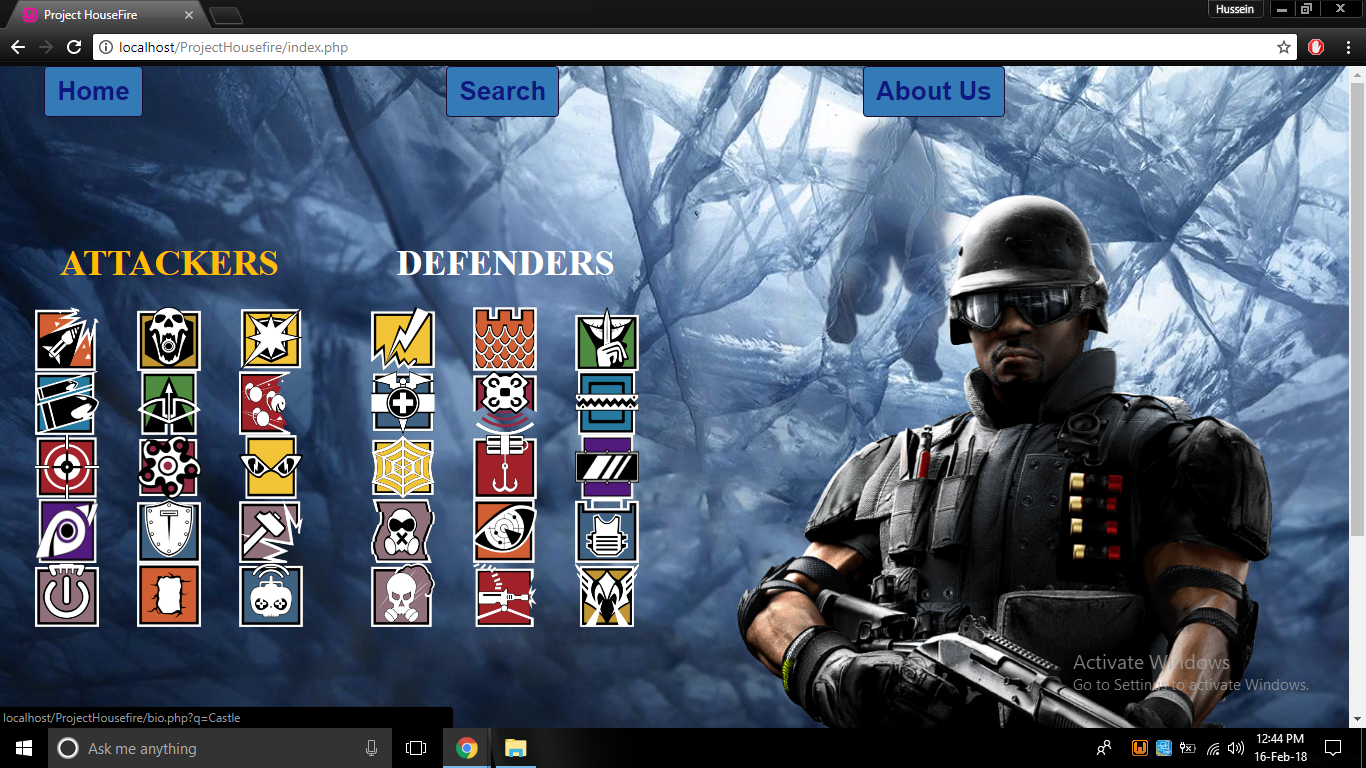 Project HouseFire
Hussein
localhost/ProjectHousefire/index.php
Home
Search
About Us
ATTACKERS
DEFENDERS
Activate Windows
Go to Settings to activate Windows.
localhost/ProjectHousefire/bio.php?q=Castle
Ask me anything
12:44 PM
16-Feb-18